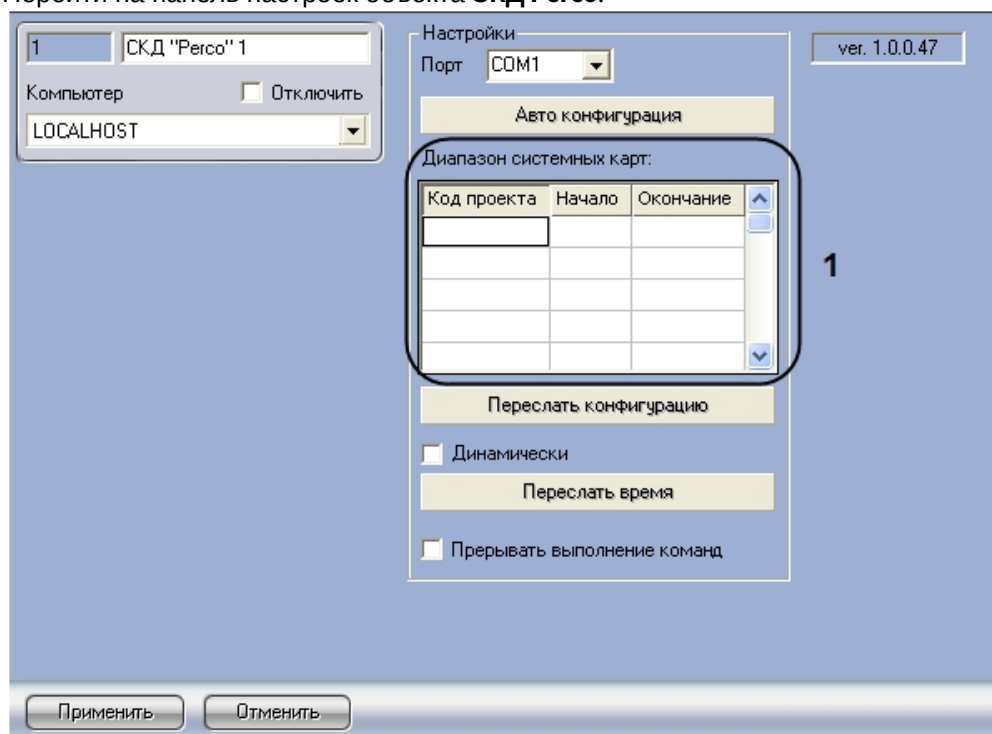 Перейти на панель настроек объекта СКД Perco.
1
СКД "Perco" 1
Компьютер
Отключить
LOCALHOST
Настройки
Порт
COM1
Авто конфигурация
Диапазон системных карт:
Код проекта Начало Окончание
Переслать конфигурацию
Динамически
Переслать время
Прерывать выполнение команд
ver. 1.0.0.47
1
Применить
Отменить